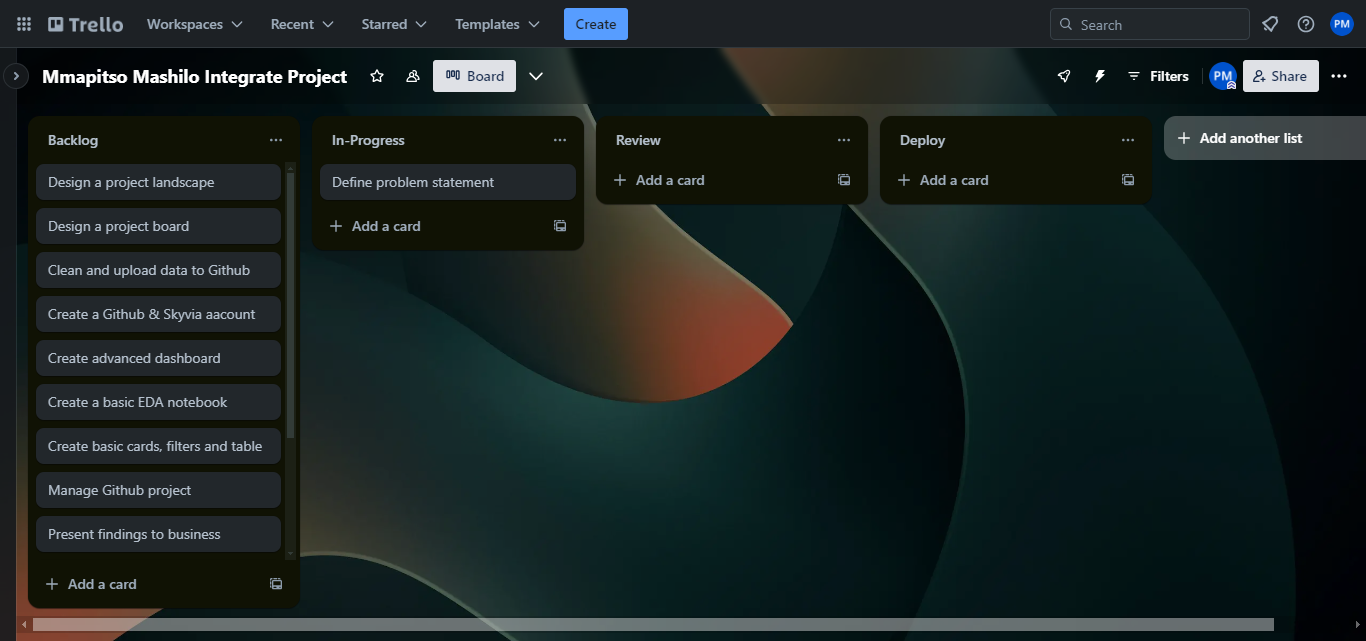 Trello Workspaces Recent Starred Templates Create Search PM
Mmapitso Mashilo Integrate Project Board Filters PM Share
Backlog
Design a project landscape
Design a project board
Clean and upload data to Github
Create a Github & Skyvia aacount
Create advanced dashboard
Create a basic EDA notebook
Create basic cards, filters and table
Manage Github project
Present findings to business
Add a card
In-Progress
Define problem statement
Add a card
Review
Add a card
Deploy
Add a card
Add another list